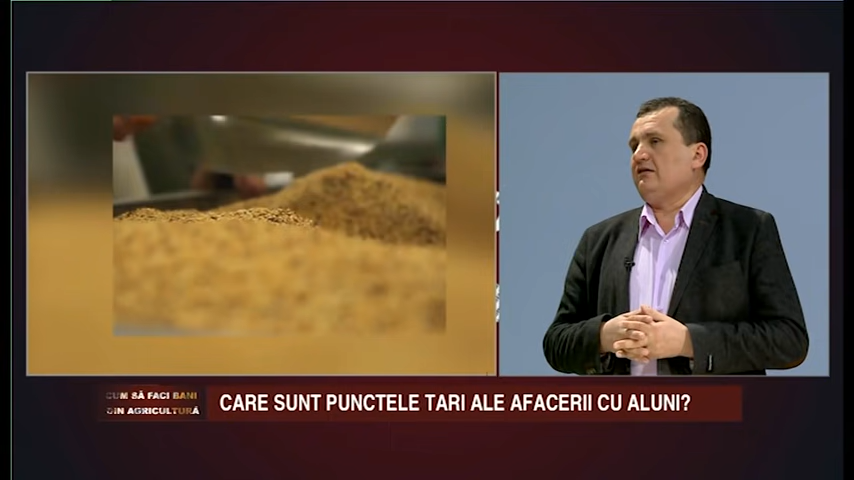 CUM SĂ FACI BANI
DIN AGRICULTURĂ
CARE SUNT PUNCTELE TARI ALE AFACERII CU ALUNI?